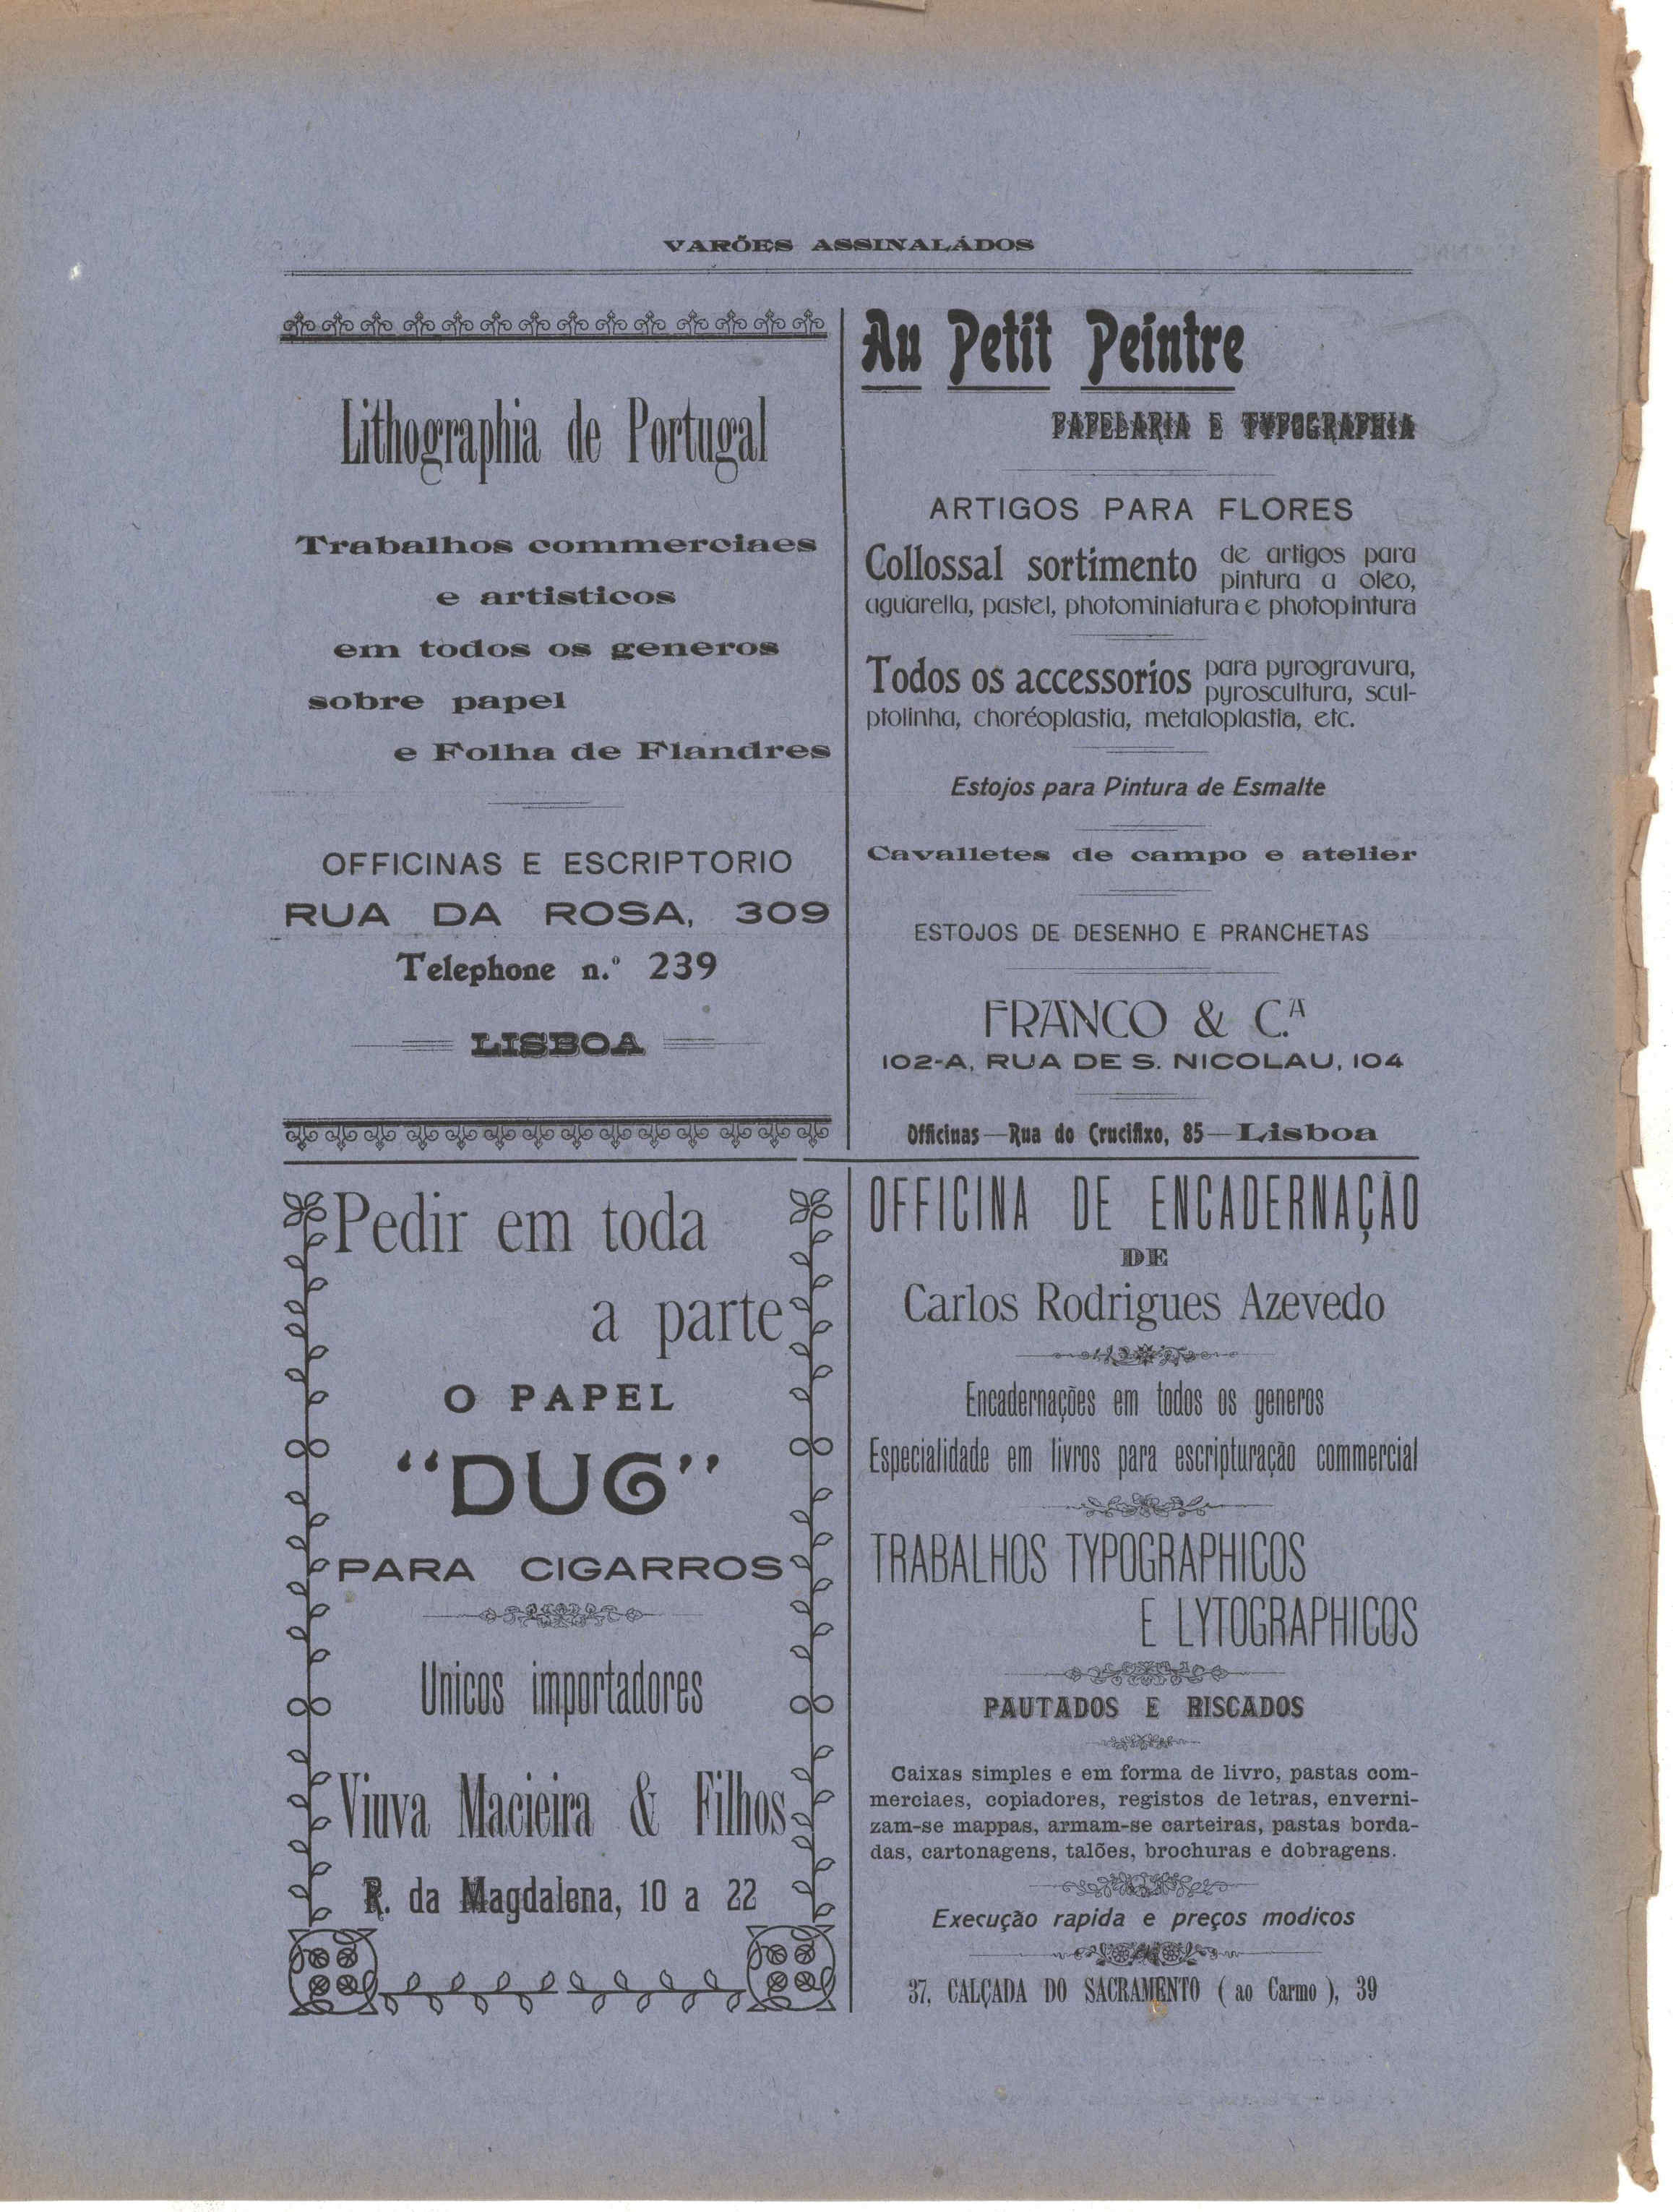 VARÕES ASSINALÁDOS
Lithographia de Portugal
Trabalhos commerciaes
e artisticos
em todos os generos
sobre papel
e Folha de Flandres
OFFICINAS E ESCRIPTORIO
RUA DA ROSA, 309
Telephone n.º 239
LISBOA
Au Petit Peintre
PAPELARIA E TYPOGRAPHIA
ARTIGOS PARA FLORES
Collossal sortimento de artigos para
pintura a oleo,
aguarella, pastel, photominiatura e photopintura
Todos os accessorios para pyrogravura,
pyroscultura, scul-
ptolinha, choréoplastia, metaloplastia, etc.
Estojos para Pintura de Esmalte
Cavalletes de campo e atelier
ESTOJOS DE DESENHO E PRANCHETAS
FRANCO & C.ᴬ
102-A, RUA DE S. NICOLAU, 104
Officinas—Rua do Crucifixo, 85—Lisboa
Pedir em toda
a parte
O PAPEL
“DUG”
PARA CIGARROS
Unicos importadores
Viuva Macieira & Filhos
R. da Magdalena, 10 a 22
OFFICINA DE ENCADERNAÇÃO
DE
Carlos Rodrigues Azevedo
Encadernações em todos os generos
Especialidade em livros para escripturação commercial
TRABALHOS TYPOGRAPHICOS
E LYTOGRAPHICOS
PAUTADOS E RISCADOS
Caixas simples e em forma de livro, pastas com-
merciaes, copiadores, registos de letras, enverni-
zam-se mappas, armam-se carteiras, pastas borda-
das, cartonagens, talões, brochuras e dobragens.
Execução rapida e preços modicos
37, CALÇADA DO SACRAMENTO ( ao Carmo ), 39